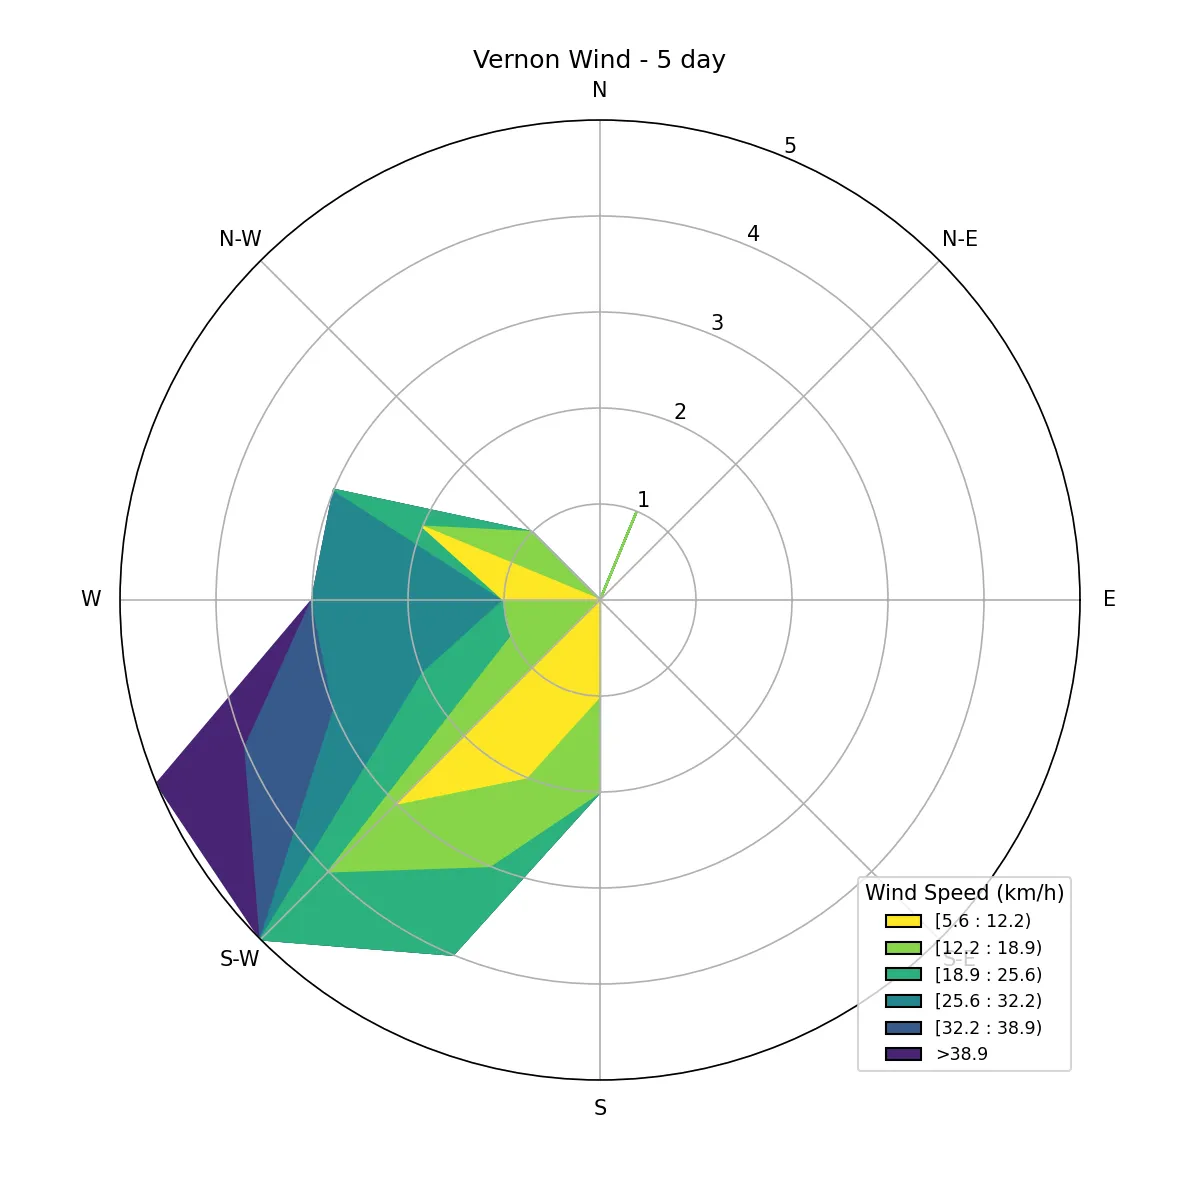 Vernon Wind - 5 day
N
5
N-W
N-E
4
3
2
1
W
E
Wind Speed (km/h)
[5.6 : 12.2)
[12.2 : 18.9)
S-W
S-E
[18.9 : 25.6)
[25.6 : 32.2)
[32.2 : 38.9)
>38.9
S